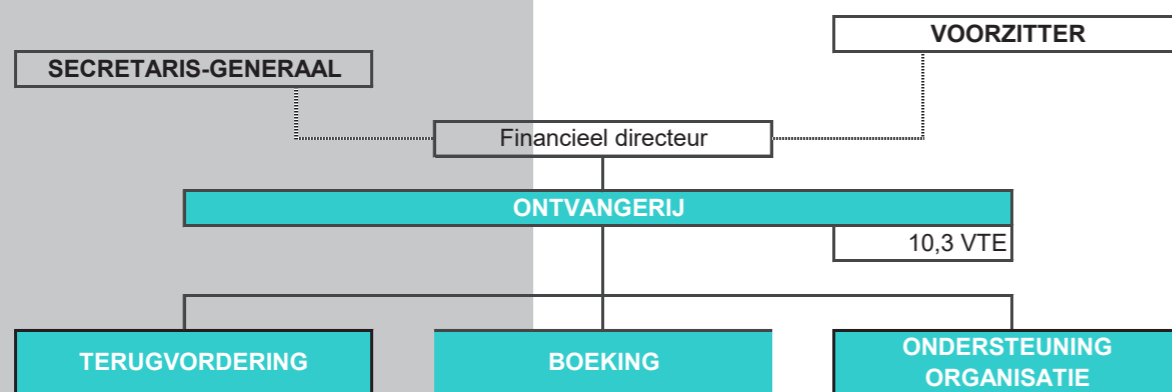 VOORZITTER
SECRETARIS-GENERAAL
Financieel directeur
ONTVANGERIJ
10,3 VTE
TERUGVORDERING
BOEKING
ONDERSTEUNING
ORGANISATIE